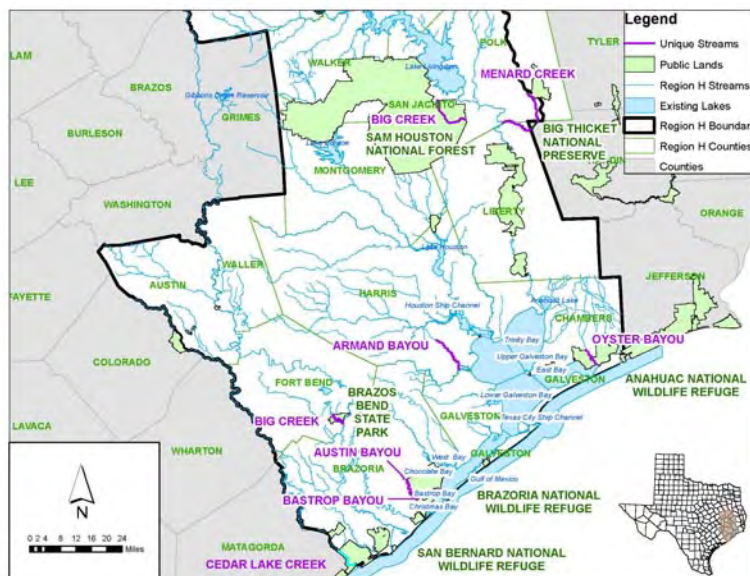 Legend
Unique Streams
Public Lands
Region H Streams
Existing Lakes
Region H Boundar
Region H Counties
Counties
LAM
BRAZOS
BURLESON
LEE
WASHINGTON
GRIMES
WALKER
POLK
TYLER
Lake Livingston
MENARD CREEK
SAN JACINTO
BIG CREEK
SAM HOUSTON
NATIONAL FOREST
BIG THICKET
NATIONAL
PRESERVE
MONTGOMERY
LIBERTY
ORANGE
Lake Houston
JEFFERSON
FAYETTE
AUSTIN
WALLER
HARRIS
Houston Ship Channel
CHAMBERS
Trinity Bay
ARMAND BAYOU
OYSTER BAYOU
Upper Galveston Bay
East Bay
COLORADO
GALVESTON
ANAHUAC NATIONAL
WILDLIFE REFUGE
FORT BEND
Lower Galveston Bay
BRAZOS
BEND
STATE
PARK
GALVESTON
Texas City Ship Channel
LAVACA
BIG CREEK
WHARTON
AUSTIN BAYOU
GALVESTON
West Bay
BRAZORIA
Chocolate Bay
Gulf of Mexico
BASTROP BAYOU
Bastrop Bay
Christmas Bay
BRAZORIA NATIONAL
WILDLIFE REFUGE
N
0 2 4 8 12 16 20 24
Miles
MATAGORDA
CEDAR LAKE CREEK
SAN BERNARD NATIONAL
WILDLIFE REFUGE